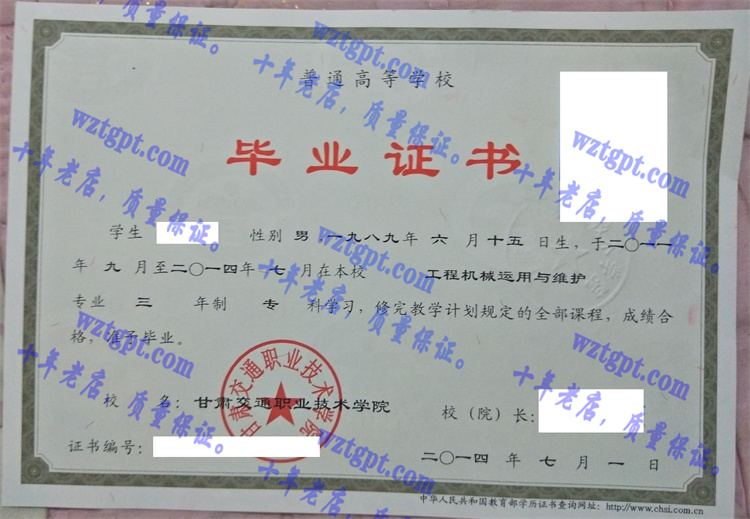 普通高等学校
毕业证书
学生 性别 男,一九八九年 六 月 十五 日生,于二〇一一
年 九 月至二〇一四年 七 月在本校 工程机械运用与维护
专业 三 年制 专 科学习,修完教学计划规定的全部课程,成绩合
格,准予毕业。
校 名:甘肃交通职业技术学院
校(院)长:
证书编号:
二〇一四 年 七 月 一 日
中华人民共和国教育部学历证书查询网址:http://www.chsi.com.cn
甘肃交通职业技术学院
wztgpt.com
十年老店,质量保证。